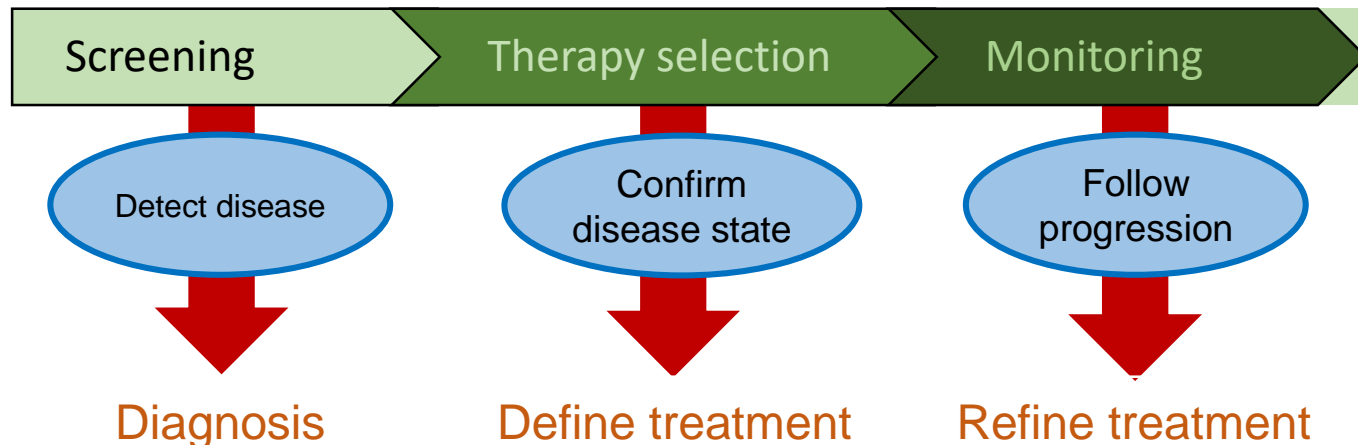 Screening
Therapy selection
Monitoring
Detect disease
Confirm
disease state
Follow
progression
Diagnosis
Define treatment
Refine treatment